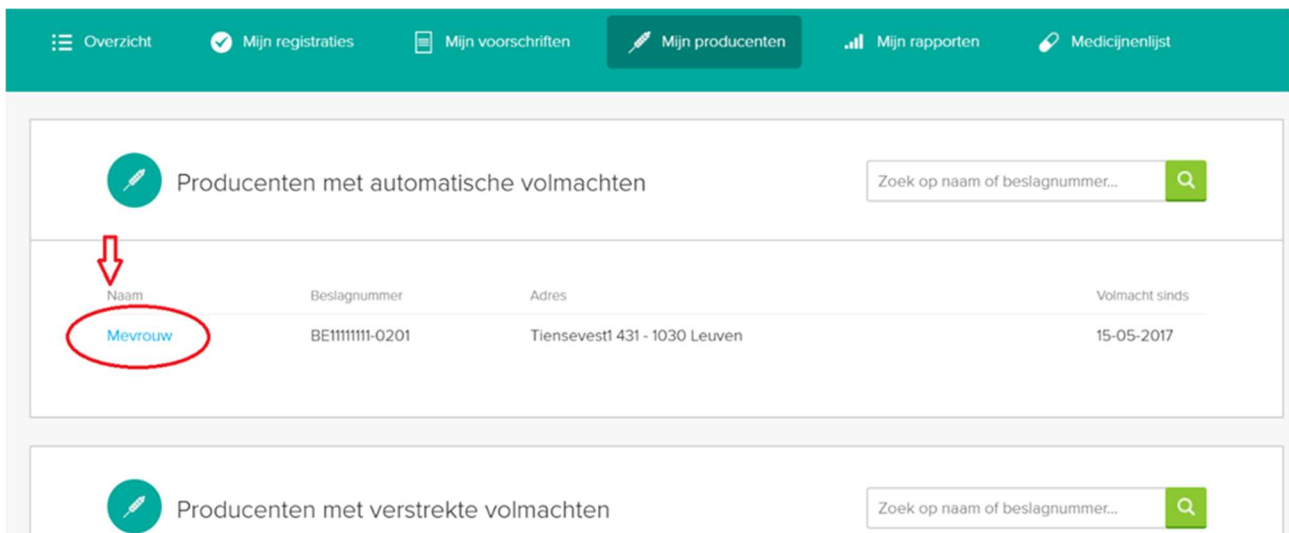 Overzicht Mijn registraties Mijn voorschriften Mijn producenten Mijn rapporten Medicijnenlijst
Producenten met automatische volmachten Zoek op naam of beslagnummer...
Naam Beslagnummer Adres Volmacht sinds
Mevrouw BE11111111-0201 Tiensevest1 431 - 1030 Leuven 15-05-2017
Producenten met verstrekte volmachten Zoek op naam of beslagnummer...